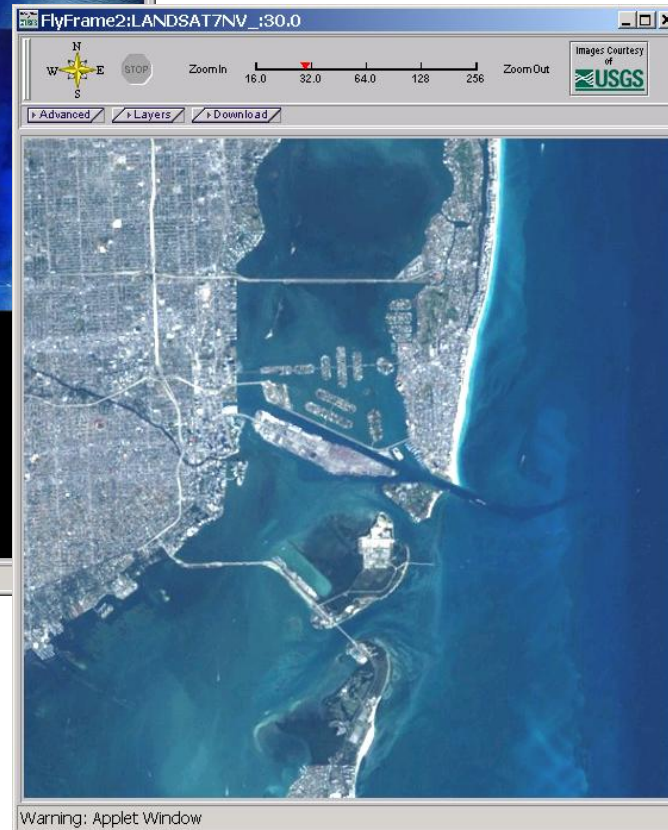 FlyFrame2:LANDSAT7NV_:30.0
N
W E
S
STOP
Zoom In
16.0 32.0 64.0 128 256
Zoom Out
Images Courtesy
of
USGS
Advanced Layers Download
Warning: Applet Window